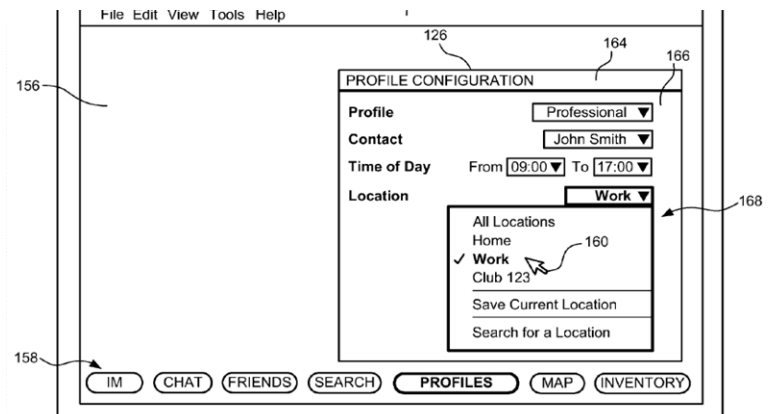 File Edit View Tools Help
126
164
166
PROFILE CONFIGURATION
156
Profile Professional
Contact John Smith
Time of Day From 09:00 To 17:00
Location Work
168
All Locations
Home
160
Work
Club 123
Save Current Location
Search for a Location
158
IM CHAT FRIENDS SEARCH PROFILES MAP INVENTORY